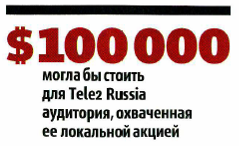 $100 000
могла бы стоить
для Tele2 Russia
аудитория, охваченная
ее локальной акцией